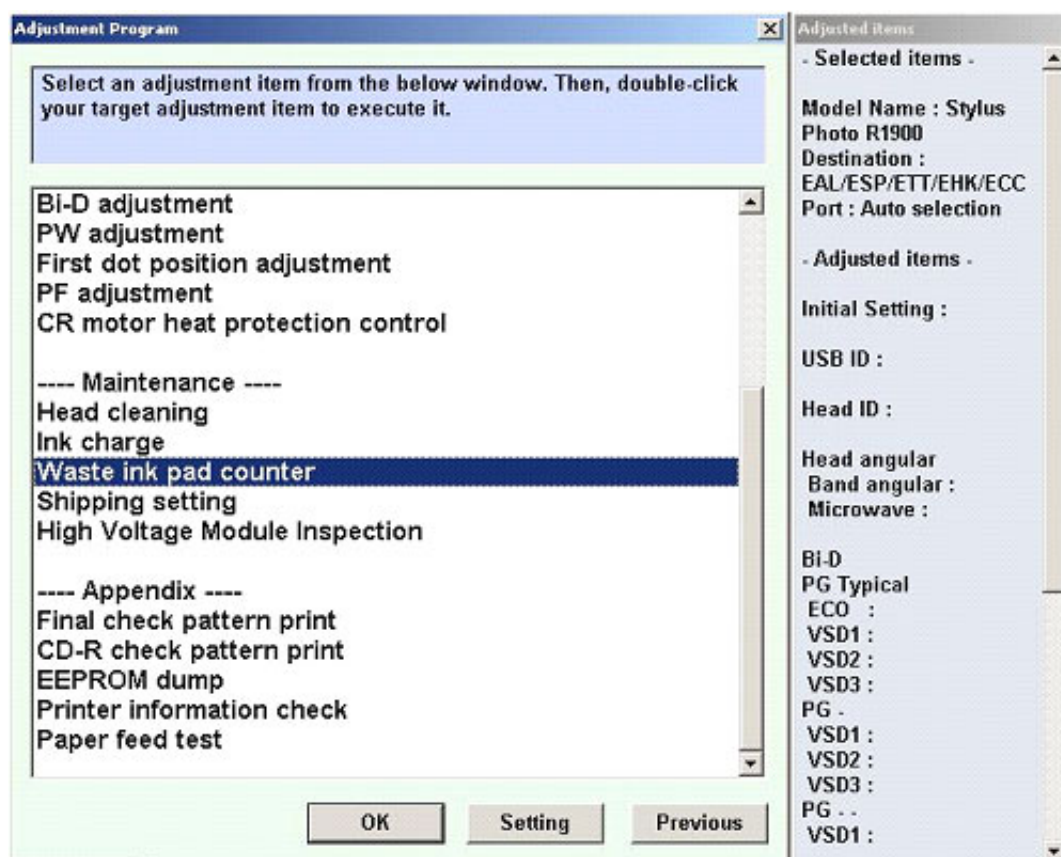 Adjustment Program
Select an adjustment item from the below window. Then, double-click
your target adjustment item to execute it.
Bi-D adjustment
PW adjustment
First dot position adjustment
PF adjustment
CR motor heat protection control
---- Maintenance ----
Head cleaning
Ink charge
Waste ink pad counter
Shipping setting
High Voltage Module Inspection
---- Appendix ----
Final check pattern print
CD-R check pattern print
EEPROM dump
Printer information check
Paper feed test
OK
Setting
Previous
Adjusted items
- Selected items -
Model Name : Stylus
Photo R1900
Destination :
EAL/ESP/ETT/EHK/ECC
Port : Auto selection
- Adjusted items -
Initial Setting :
USB ID :
Head ID :
Head angular
Band angular :
Microwave :
Bi-D
PG Typical
ECO :
VSD1 :
VSD2 :
VSD3 :
PG -
VSD1 :
VSD2 :
VSD3 :
PG - -
VSD1 :